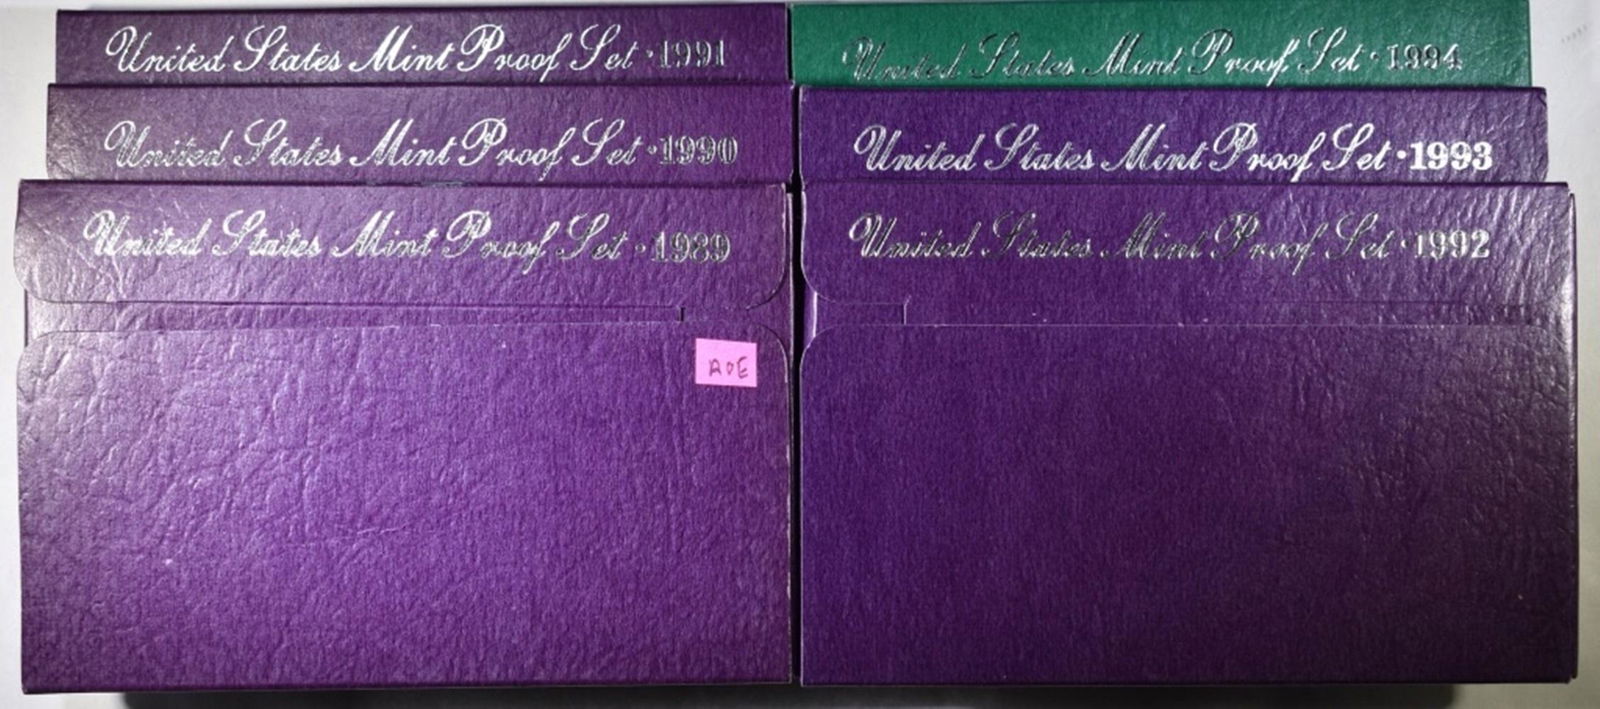 United States Mint Proof Set · 1991
United States Mint Proof Set · 1990
United States Mint Proof Set · 1989
United States Mint Proof Set · 1994
United States Mint Proof Set · 1993
United States Mint Proof Set · 1992